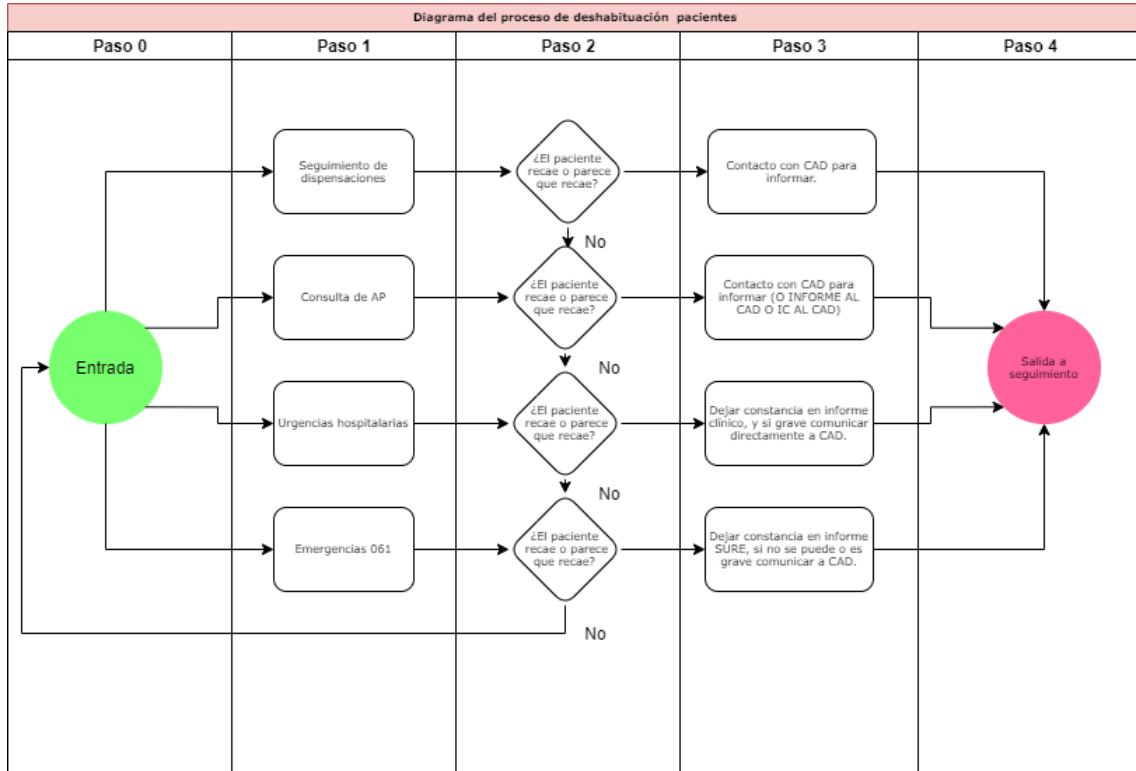 Diagrama del proceso de deshabituación pacientes
Paso 0
Paso 1
Paso 2
Paso 3
Paso 4
Seguimiento de
dispensaciones
¿El paciente
recae o parece
que recae?
Contacto con CAD para
informar.
No
Consulta de AP
¿El paciente
recae o parece
que recae?
Contacto con CAD para
informar (O INFORME AL
CAD O IC AL CAD)
Entrada
No
Salida a
seguimiento
Urgencias hospitalarias
¿El paciente
recae o parece
que recae?
Dejar constancia en informe
clínico, y si grave comunicar
directamente a CAD.
No
Emergencias 061
¿El paciente
recae o parece
que recae?
Dejar constancia en informe
SURE, si no se puede o es
grave comunicar a CAD.
No